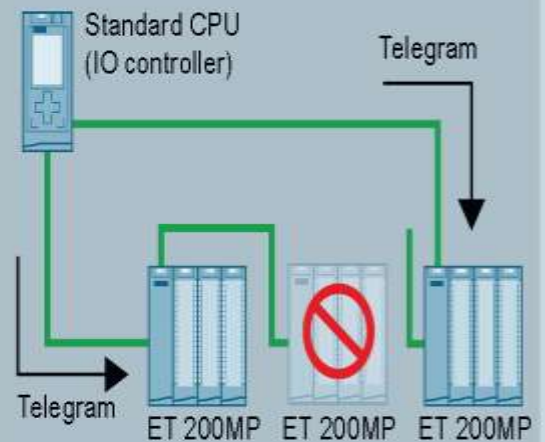 Standard CPU
(IO controller)
Telegram
Telegram
ET 200MP ET 200MP ET 200MP